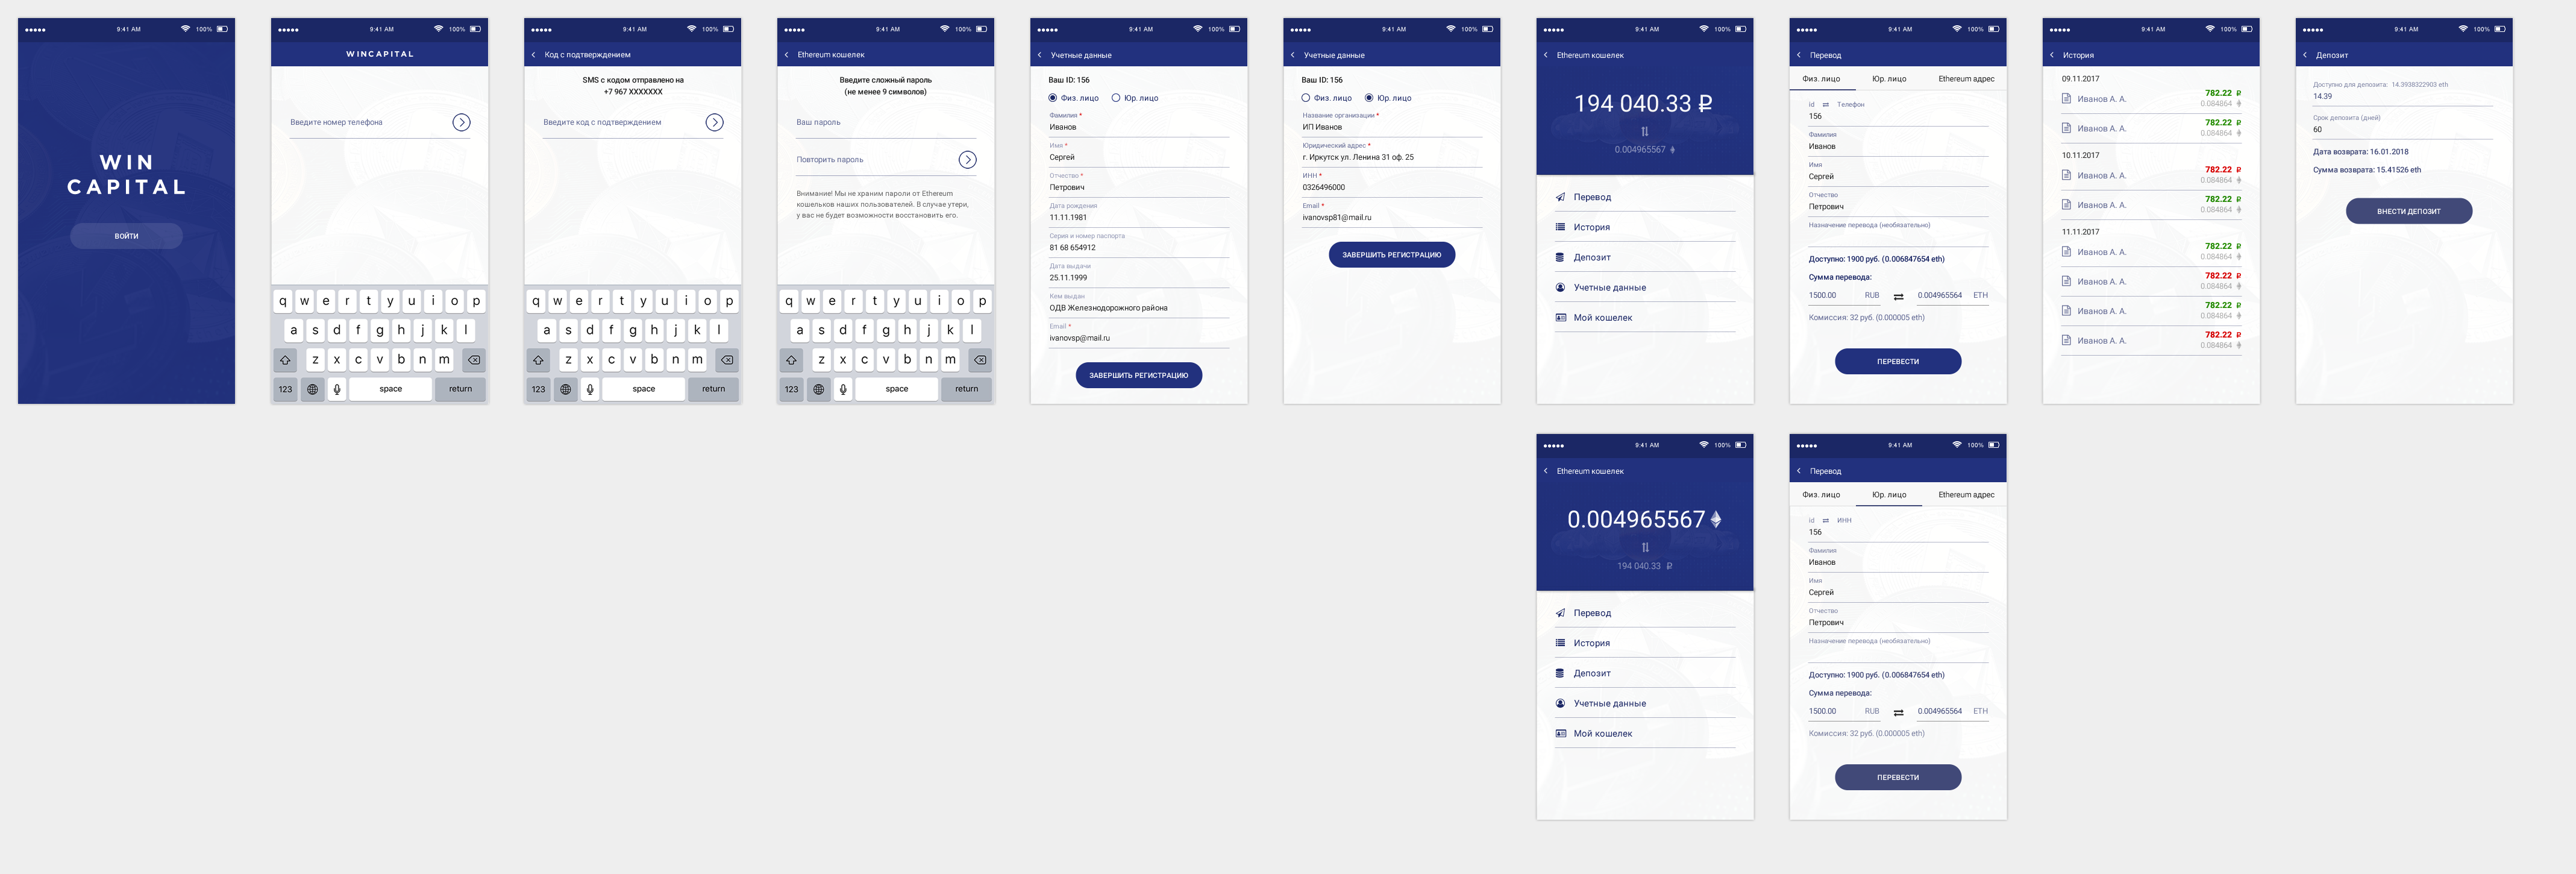 9:41 AM 100%
WIN
CAPITAL
ВОЙТИ
9:41 AM 100%
WINCAPITAL
Введите номер телефона
q w e r t y u i o p
a s d f g h j k l
z x c v b n m
123 space return
9:41 AM 100%
Код с подтверждением
SMS с кодом отправлено на
+7 967 XXXXXXX
Введите код с подтверждением
q w e r t y u i o p
a s d f g h j k l
z x c v b n m
123 space return
9:41 AM 100%
Ethereum кошелек
Введите сложный пароль
(не менее 9 символов)
Ваш пароль
Повторить пароль
Внимание! Мы не храним пароли от Ethereum
кошельков наших пользователей. В случае утери,
у вас не будет возможности восстановить его.
q w e r t y u i o p
a s d f g h j k l
z x c v b n m
123 space return
9:41 AM 100%
Учетные данные
Ваш ID: 156
Физ. лицо Юр. лицо
Фамилия *
Иванов
Имя *
Сергей
Отчество *
Петрович
Дата рождения
11.11.1981
Серия и номер паспорта
81 68 654912
Дата выдачи
25.11.1999
Кем выдан
ОДВ Железнодорожного района
Email *
ivanovsp@mail.ru
ЗАВЕРШИТЬ РЕГИСТРАЦИЮ
9:41 AM 100%
Учетные данные
Ваш ID: 156
Физ. лицо Юр. лицо
Название организации *
ИП Иванов
Юридический адрес *
г. Иркутск ул. Ленина 31 оф. 25
ИНН *
0326496000
Email *
ivanovsp81@mail.ru
ЗАВЕРШИТЬ РЕГИСТРАЦИЮ
9:41 AM 100%
Ethereum кошелек
194 040.33 ₽
0.004965567
Перевод
История
Депозит
Учетные данные
Мой кошелек
9:41 AM 100%
Перевод
Физ. лицо Юр. лицо Ethereum адрес
id ⇄ Телефон
156
Фамилия
Иванов
Имя
Сергей
Отчество
Петрович
Назначение перевода (необязательно)
Доступно: 1900 руб. (0.006847654 eth)
Сумма перевода:
1500.00 RUB ⇄ 0.004965564 ETH
Комиссия: 32 руб. (0.000005 eth)
ПЕРЕВЕСТИ
9:41 AM 100%
История
09.11.2017
Иванов А. А. 782.22 ₽
0.084864
Иванов А. А. 782.22 ₽
0.084864
10.11.2017
Иванов А. А. 782.22 ₽
0.084864
Иванов А. А. 782.22 ₽
0.084864
11.11.2017
Иванов А. А. 782.22 ₽
0.084864
Иванов А. А. 782.22 ₽
0.084864
Иванов А. А. 782.22 ₽
0.084864
Иванов А. А. 782.22 ₽
0.084864
9:41 AM 100%
Депозит
Доступно для депозита: 14.3938322903 eth
14.39
Срок депозита (дней)
60
Дата возврата: 16.01.2018
Сумма возврата: 15.41526 eth
ВНЕСТИ ДЕПОЗИТ
9:41 AM 100%
Ethereum кошелек
0.004965567
194 040.33 ₽
Перевод
История
Депозит
Учетные данные
Мой кошелек
9:41 AM 100%
Перевод
Физ. лицо Юр. лицо Ethereum адрес
id ⇄ ИНН
156
Фамилия
Иванов
Имя
Сергей
Отчество
Петрович
Назначение перевода (необязательно)
Доступно: 1900 руб. (0.006847654 eth)
Сумма перевода:
1500.00 RUB ⇄ 0.004965564 ETH
Комиссия: 32 руб. (0.000005 eth)
ПЕРЕВЕСТИ